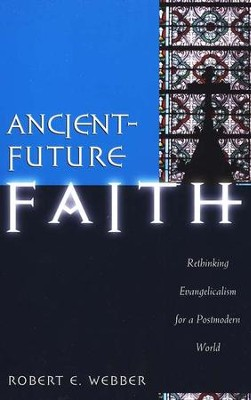 ANCIENT-
FUTURE
FAITH
Rethinking
Evangelicalism
for a Postmodern
World
ROBERT E. WEBBER